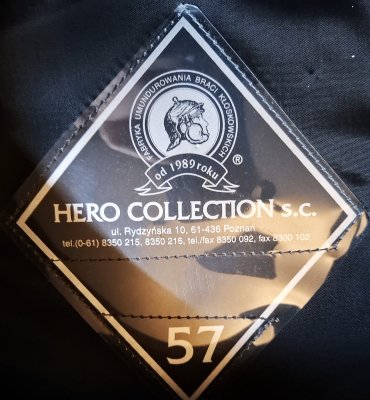 FABRYKA UMUNDUROWANIA BRACI KŁOSKOWSKICH
od 1989 roku
®
HERO COLLECTION s.c.
ul. Rydzyńska 10, 61-436 Poznań
tel.(0-61) 8350 215, 8350 216, tel./fax 8350 092, fax 8300 102
57